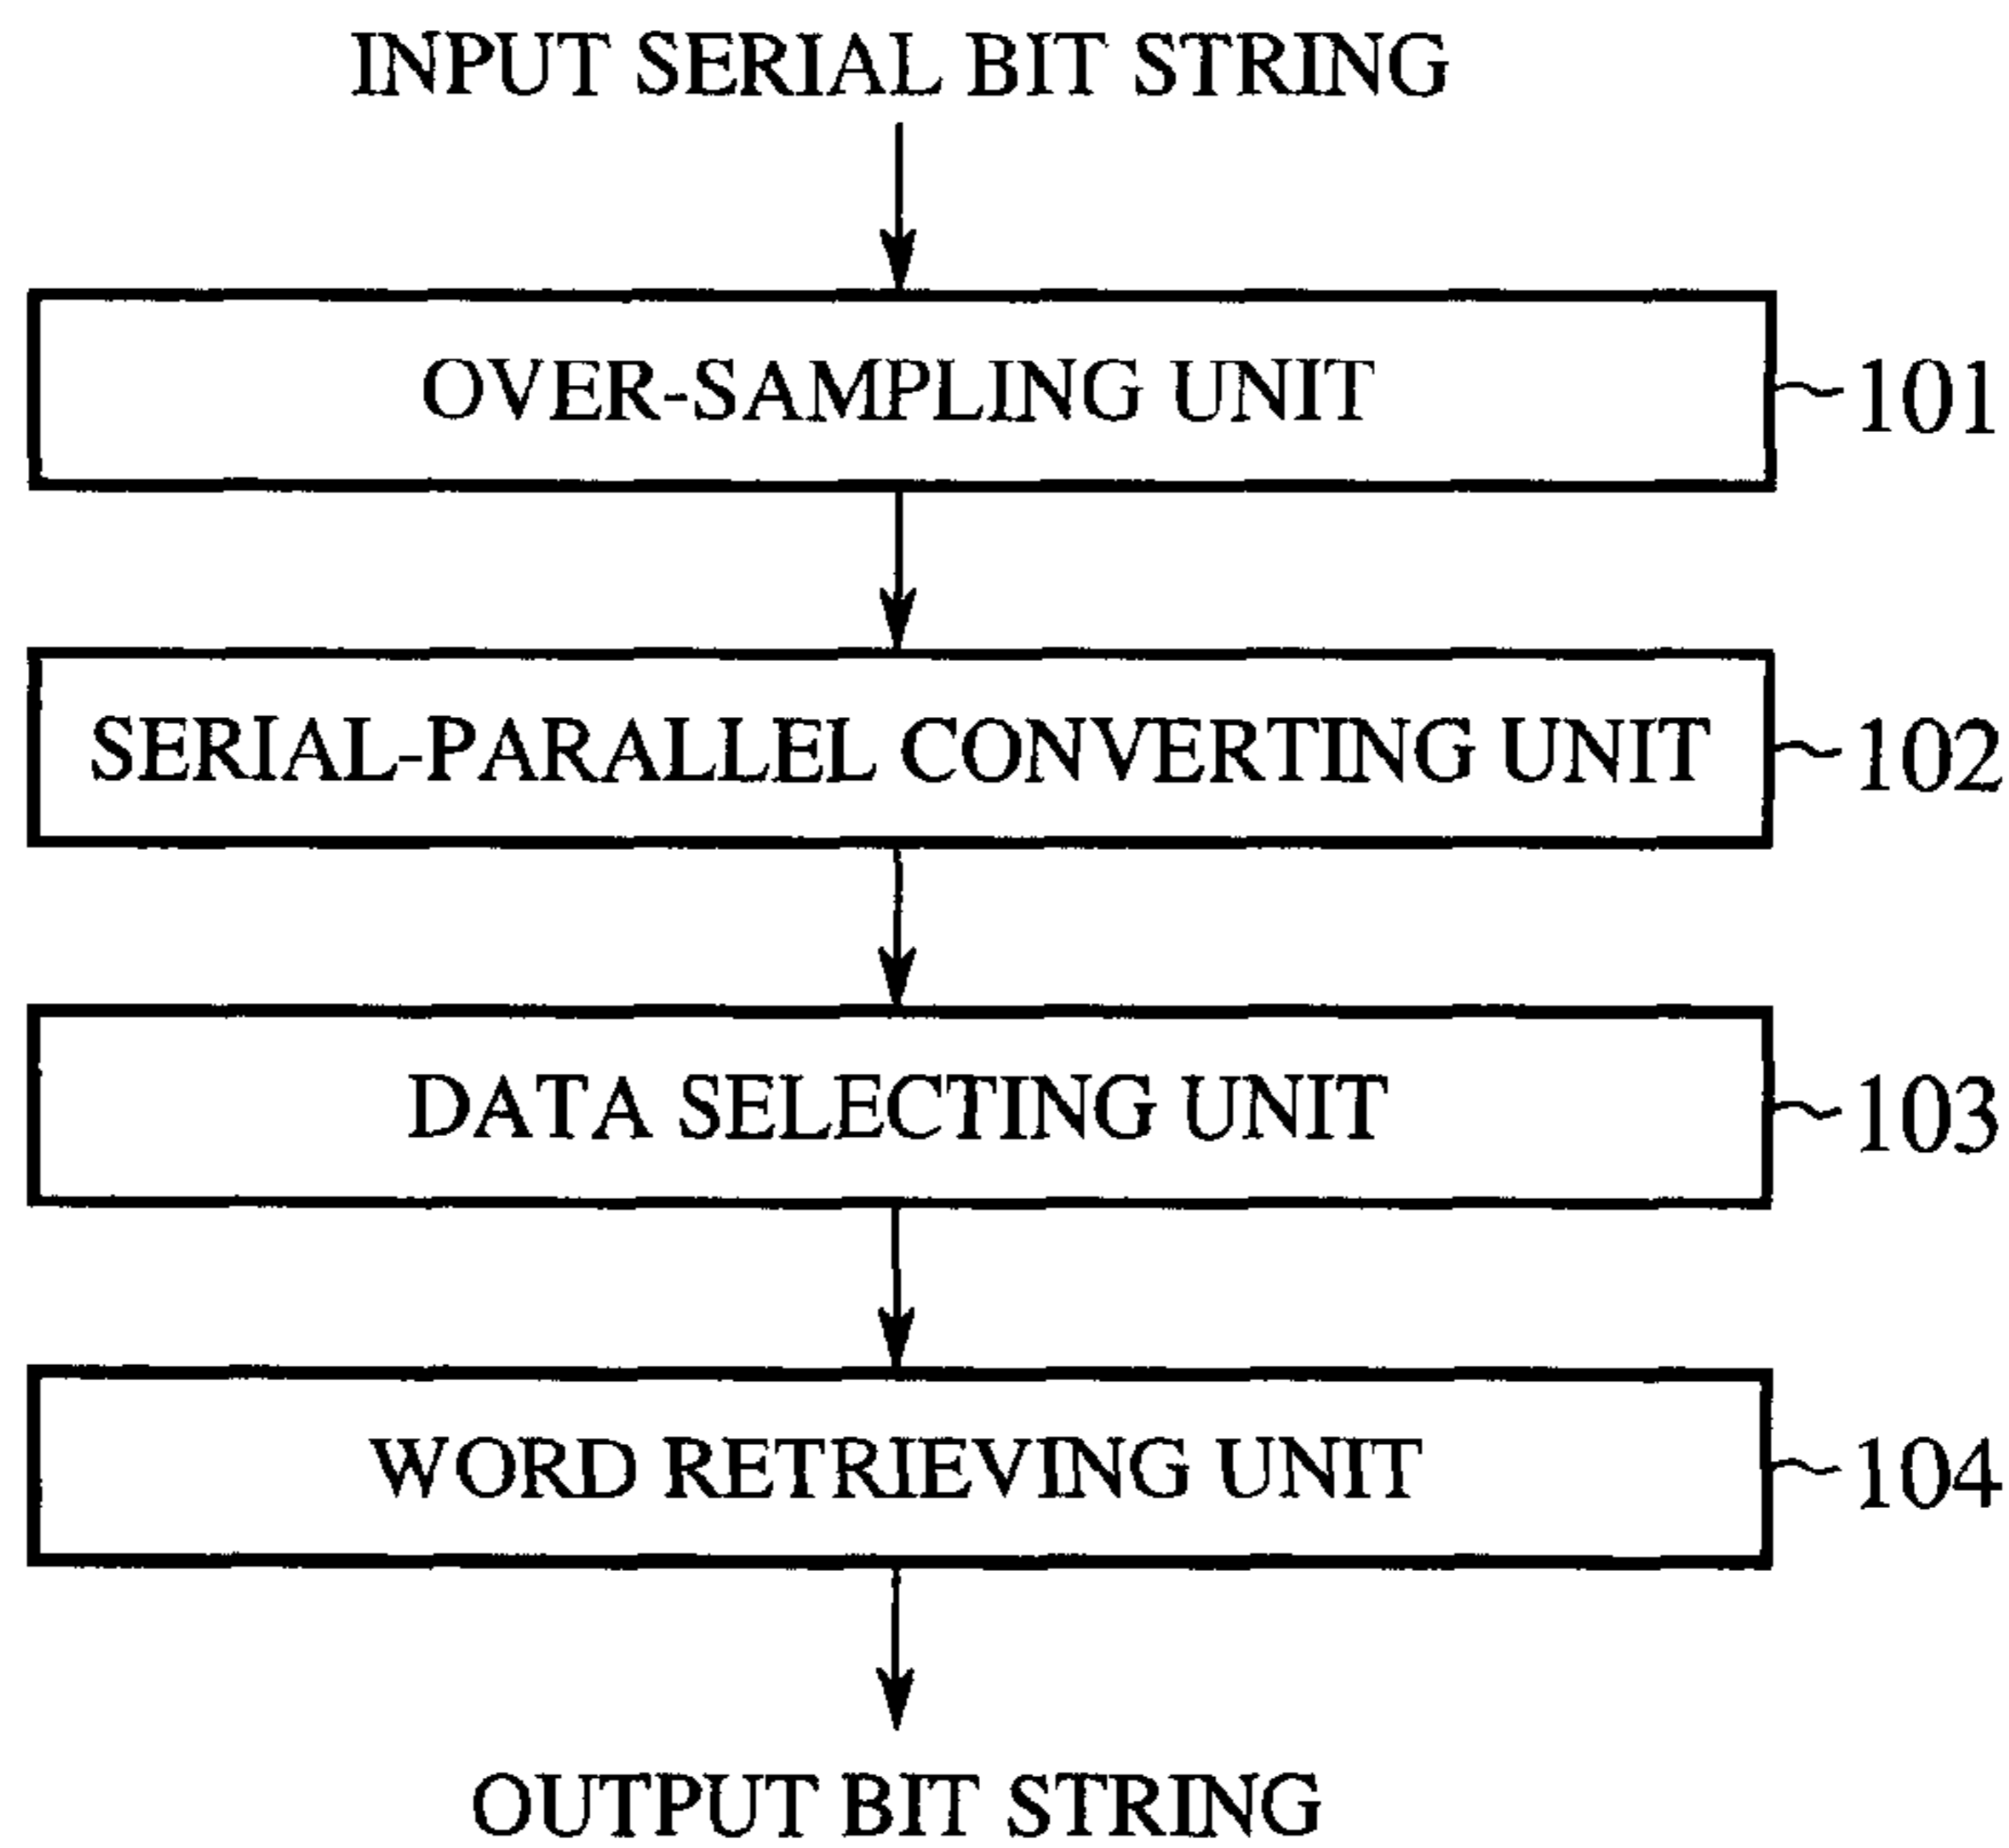 INPUT SERIAL BIT STRING
OVER-SAMPLING UNIT 101
SERIAL-PARALLEL CONVERTING UNIT 102
DATA SELECTING UNIT 103
WORD RETRIEVING UNIT 104
OUTPUT BIT STRING